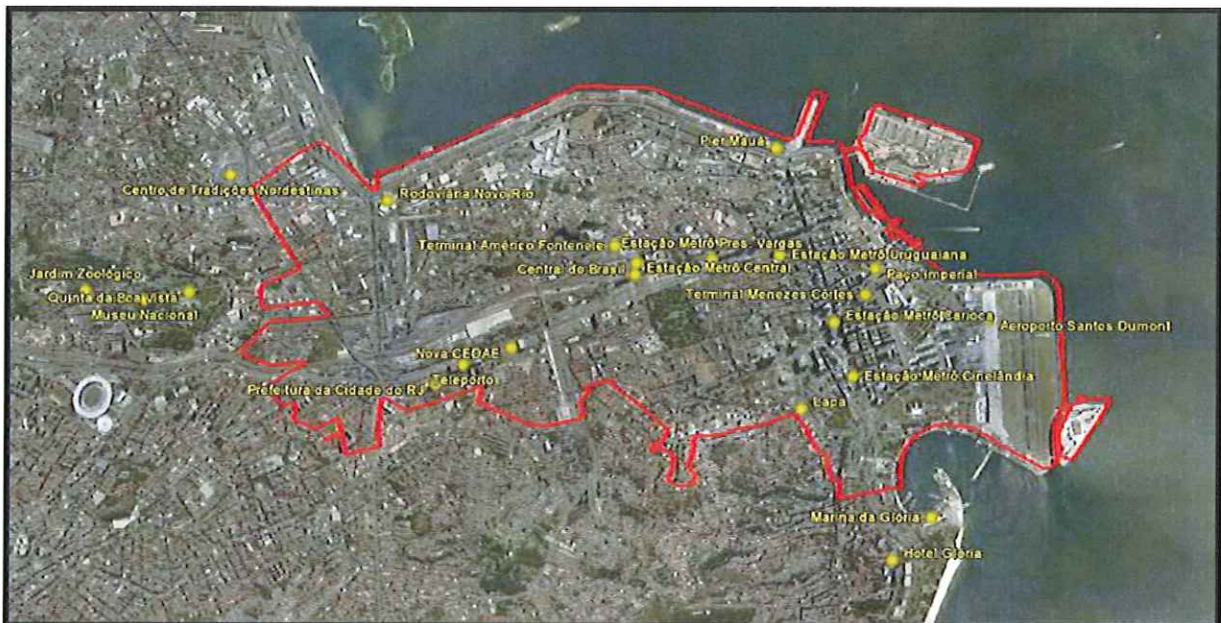 Pier Mauá
Centro de Tradições Nordestinas
Rodoviária Novo Rio
Terminal Américo Fontenele
Estação Metrô Pres. Vargas
Estação Metrô Uruguaiana
Central do Brasil
Estação Metrô Central
Paço Imperial
Jardim Zoológico
Quinta da Boa Vista
Museu Nacional
Terminal Menezes Côrtes
Estação Metrô Carioca
Aeroporto Santos Dumont
Nova CEDAE
Teleporto
Prefeitura da Cidade do RJ
Estação Metrô Cinelândia
Lapa
Marina da Glória
Hotel Glória